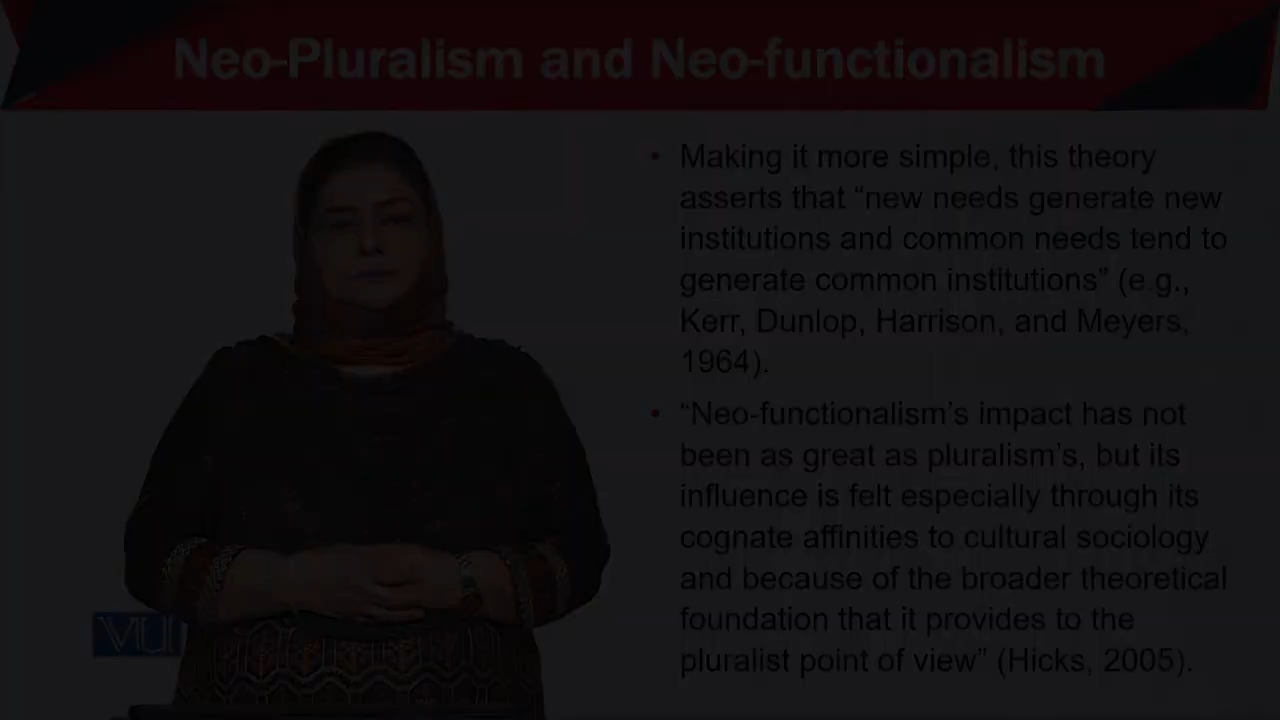 Neo-Pluralism and Neo-functionalism
• Making it more simple, this theory
asserts that “new needs generate new
institutions and common needs tend to
generate common institutions” (e.g.,
Kerr, Dunlop, Harrison, and Meyers,
1964).
• “Neo-functionalism’s impact has not
been as great as pluralism’s, but its
influence is felt especially through its
cognate affinities to cultural sociology
and because of the broader theoretical
foundation that it provides to the
pluralist point of view” (Hicks, 2005).
VU